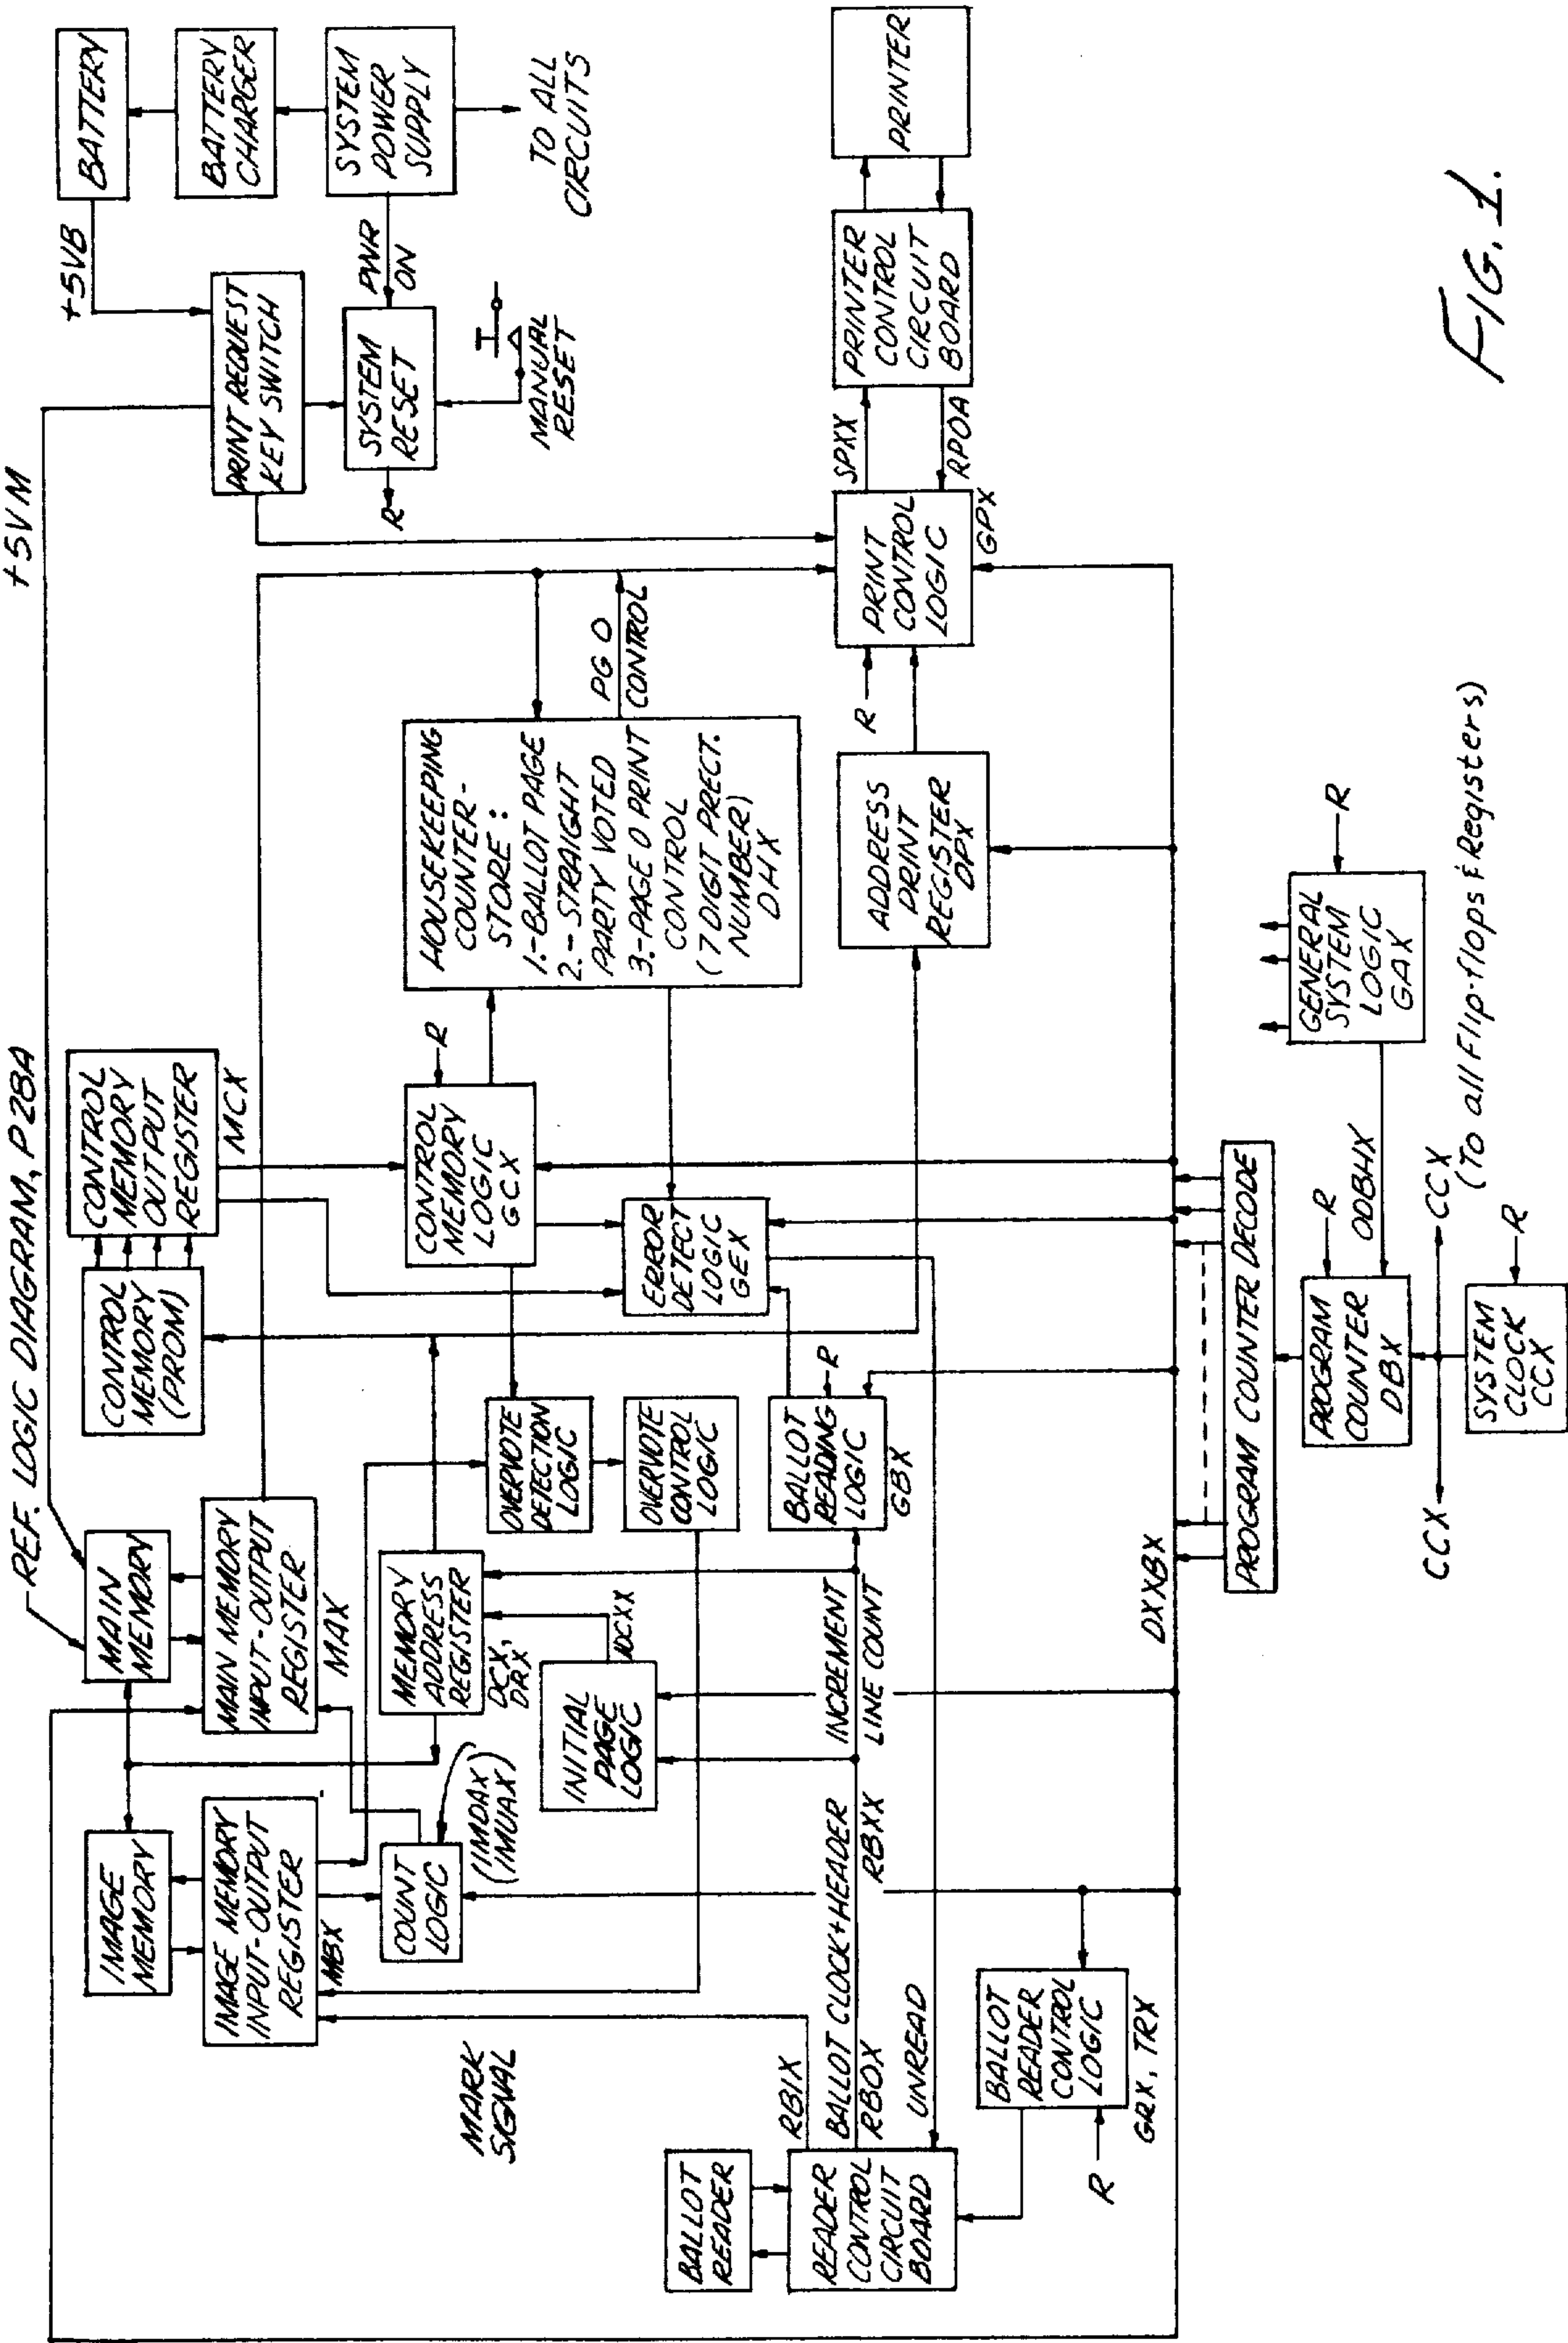 REF. LOGIC DIAGRAM, P28A
+5VM
+5VB
BATTERY
BATTERY
CHARGER
SYSTEM
POWER
SUPPLY
TO ALL
CIRCUITS
PRINT REQUEST
KEY SWITCH
PWR
ON
SYSTEM
RESET
R
MANUAL
RESET
IMAGE
MEMORY
IMAGE MEMORY
INPUT-OUTPUT
REGISTER
MBX
MAIN
MEMORY
MAIN MEMORY
INPUT-OUTPUT
REGISTER
MAX
CONTROL
MEMORY
(PROM)
CONTROL
MEMORY
OUTPUT
REGISTER
MCX
COUNT
LOGIC
(IMDAX)
(IMUAX)
MEMORY
ADDRESS
REGISTER
DCX,
DRX
CONTROL
MEMORY
LOGIC
GCX
R
HOUSEKEEPING
COUNTER-
STORE:
1.-BALLOT PAGE
2.-STRAIGHT
PARTY VOTED
3.-PAGE 0 PRINT
CONTROL
(7 DIGIT PRECT.
NUMBER)
DHX
PG 0
CONTROL
OVERVOTE
DETECTION
LOGIC
OVERVOTE
CONTROL
LOGIC
INITIAL
PAGE
LOGIC
ADCXX
ERROR
DETECT
LOGIC
GEX
MARK
SIGNAL
BALLOT
READER
READER
CONTROL
CIRCUIT
BOARD
RBIX
BALLOT CLOCK+HEADER
RBOX
RBXX
INCREMENT
LINE COUNT
UNREAD
BALLOT
READING
LOGIC
GBX
R
ADDRESS
PRINT
REGISTER
DPX
R
PRINT
CONTROL
LOGIC
GPX
SPXX
RPOA
PRINTER
CONTROL
CIRCUIT
BOARD
PRINTER
BALLOT
READER
CONTROL
LOGIC
GRX, TRX
R
DXXBX
PROGRAM COUNTER DECODE
PROGRAM
COUNTER
DBX
R
ODBHX
GENERAL
SYSTEM
LOGIC
GAX
R
CCX
CCX
(To all Flip-flops & Registers)
SYSTEM
CLOCK
CCX
R
FIG. 1.